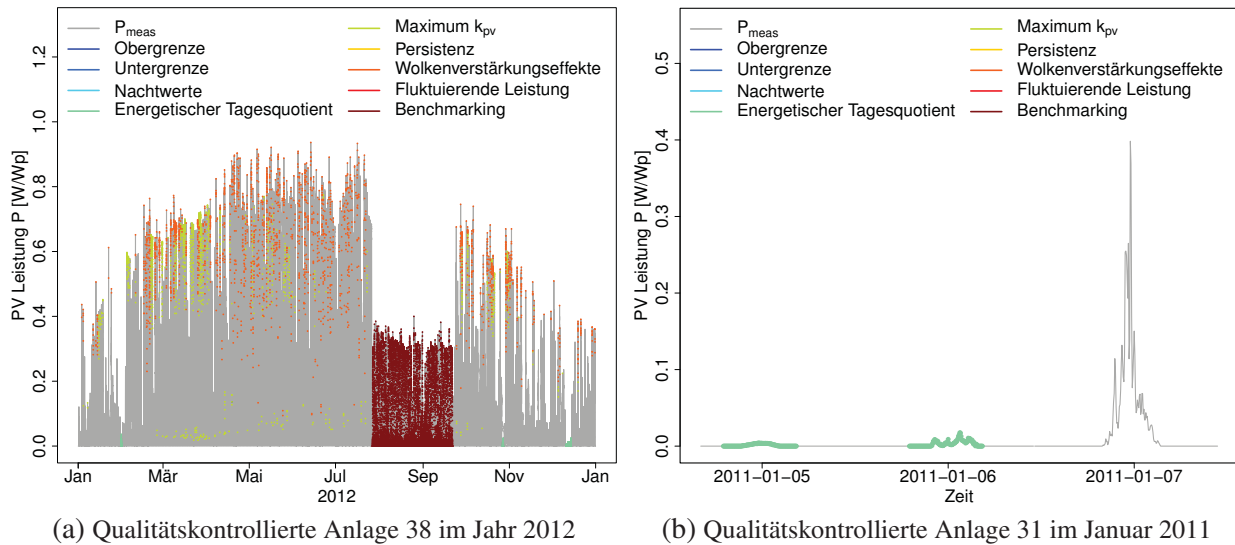 P_meas
Obergrenze
Untergrenze
Nachtwerte
Energetischer Tagesquotient
Maximum k_pv
Persistenz
Wolkenverstärkungseffekte
Fluktuierende Leistung
Benchmarking
PV Leistung P [W/Wp]
1.2
1.0
0.8
0.6
0.4
0.2
0.0
Jan Mär Mai Jul Sep Nov Jan
2012
(a) Qualitätskontrollierte Anlage 38 im Jahr 2012
P_meas
Obergrenze
Untergrenze
Nachtwerte
Energetischer Tagesquotient
Maximum k_pv
Persistenz
Wolkenverstärkungseffekte
Fluktuierende Leistung
Benchmarking
PV Leistung P [W/Wp]
0.5
0.4
0.3
0.2
0.1
0.0
2011−01−05 2011−01−06 2011−01−07
Zeit
(b) Qualitätskontrollierte Anlage 31 im Januar 2011